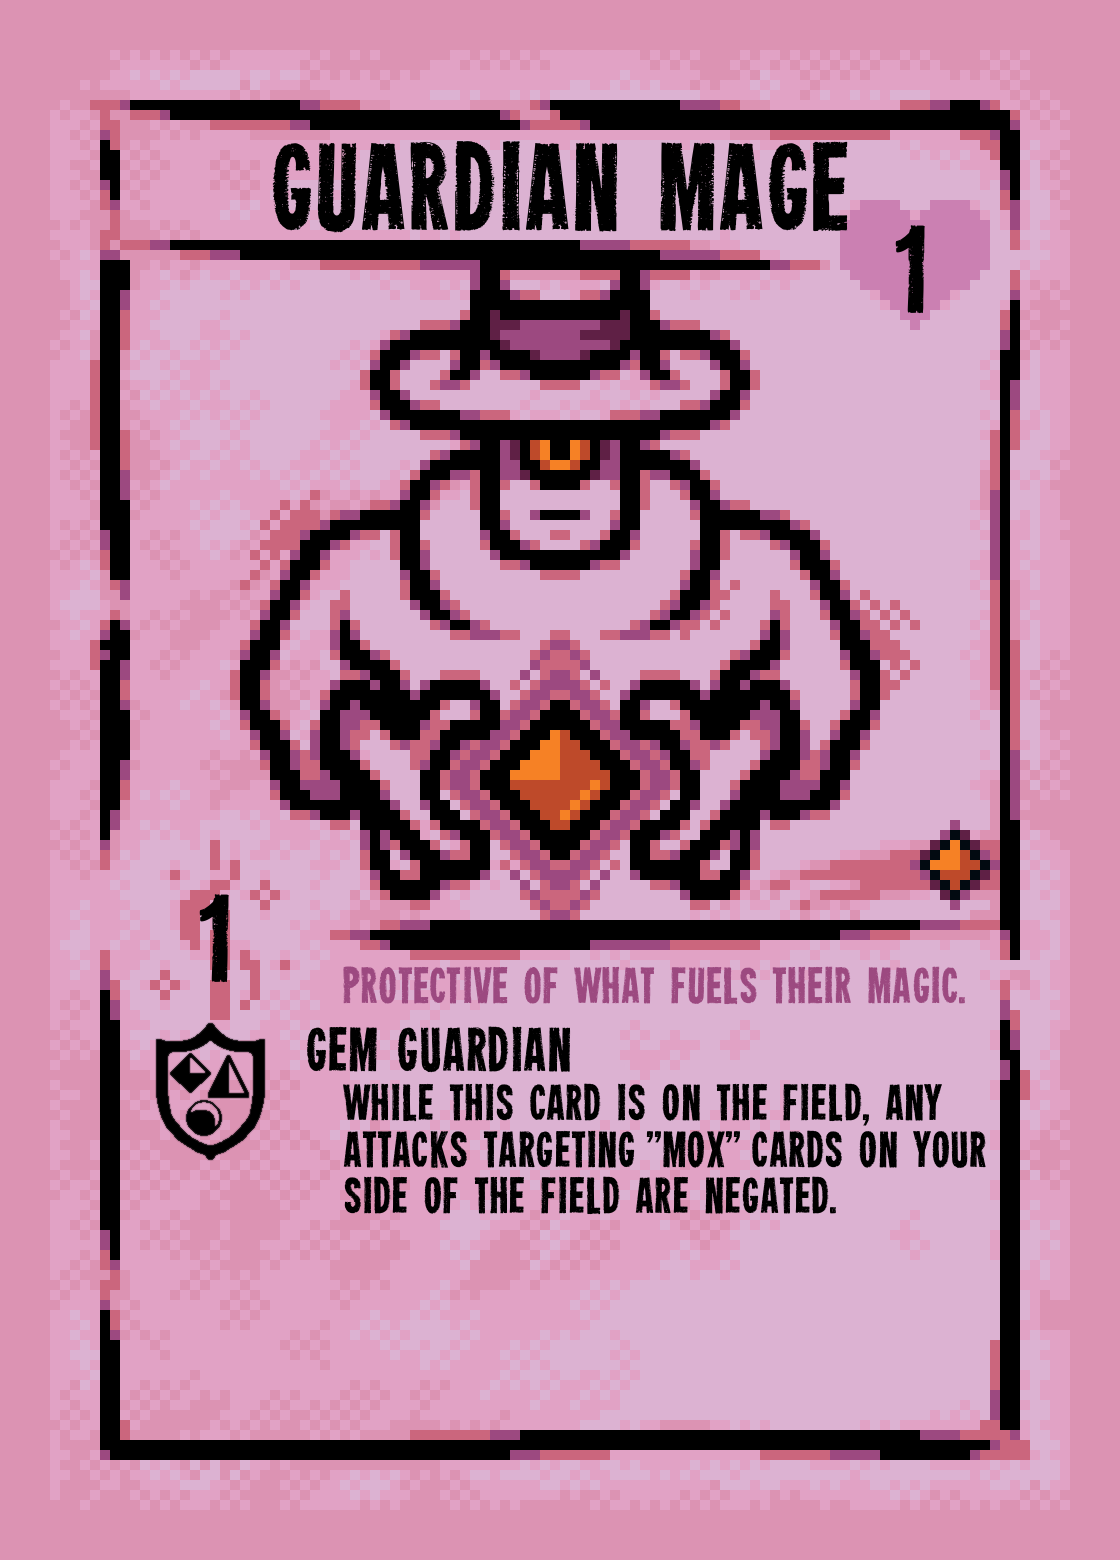 GUARDIAN MAGE
1
1
PROTECTIVE OF WHAT FUELS THEIR MAGIC.
GEM GUARDIAN
WHILE THIS CARD IS ON THE FIELD, ANY
ATTACKS TARGETING "MOX" CARDS ON YOUR
SIDE OF THE FIELD ARE NEGATED.